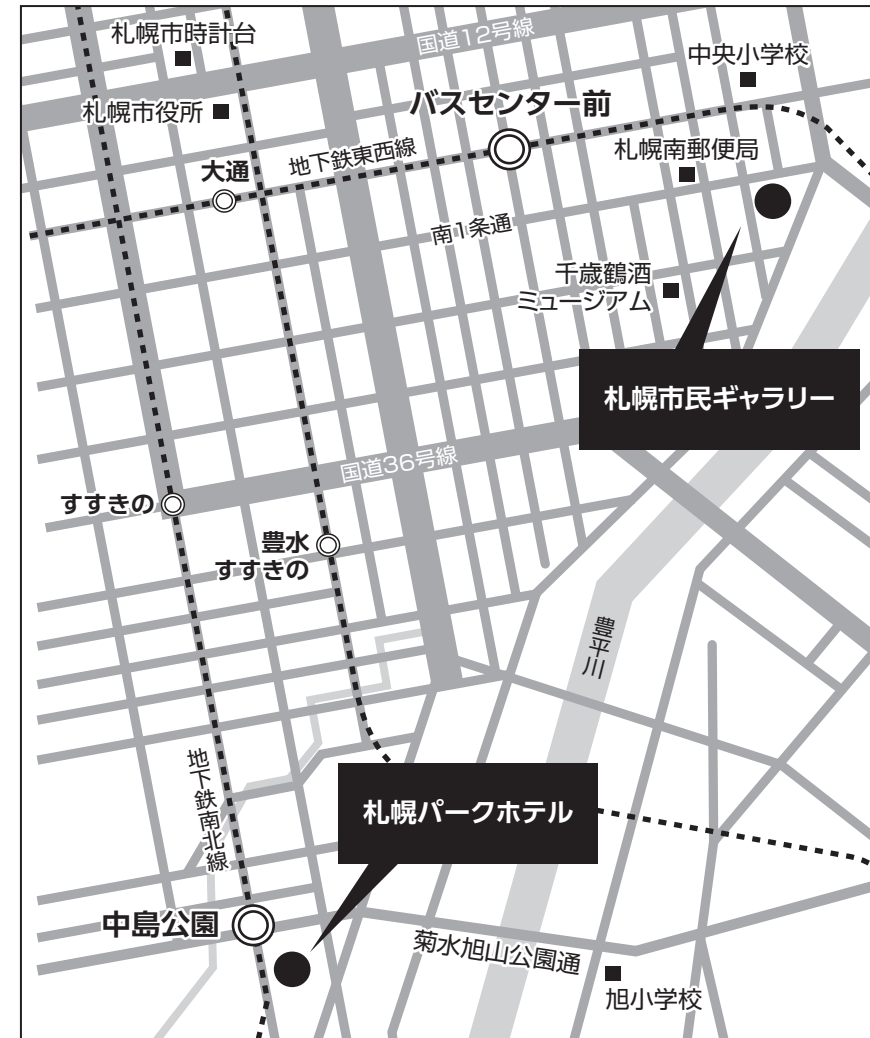 札幌市時計台
国道12号線
中央小学校
札幌市役所
バスセンター前
地下鉄東西線
札幌南郵便局
大通
南1条通
千歳鶴酒
ミュージアム
札幌市民ギャラリー
国道36号線
すすきの
豊水
すすきの
豊平川
地下鉄南北線
札幌パークホテル
中島公園
菊水旭山公園通
旭小学校